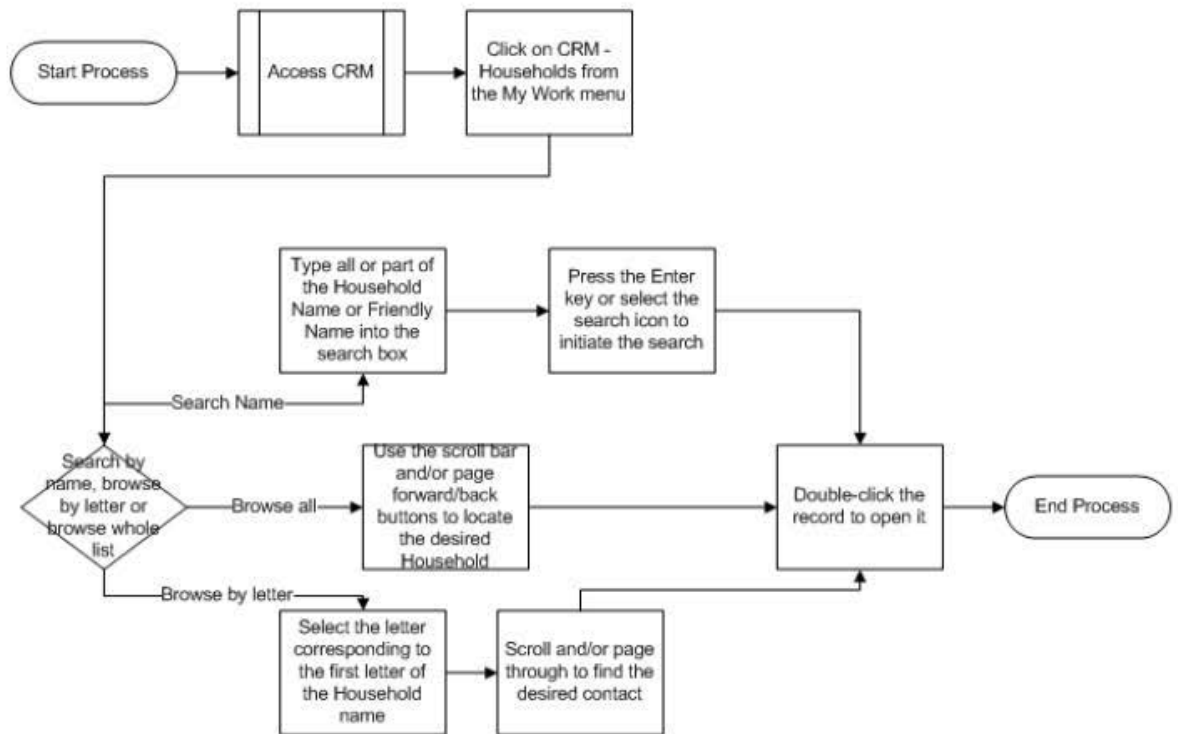 Start Process
Access CRM
Click on CRM -
Households from
the My Work menu
Type all or part of
the Household
Name or Friendly
Name into the
search box
Press the Enter
key or select the
search icon to
initiate the search
Search Name
Search by
name, browse
by letter or
browse whole
list
Browse all
Use the scroll bar
and/or page
forward/back
buttons to locate
the desired
Household
Double-click the
record to open it
End Process
Browse by letter
Select the letter
corresponding to
the first letter of
the Household
name
Scroll and/or page
through to find the
desired contact